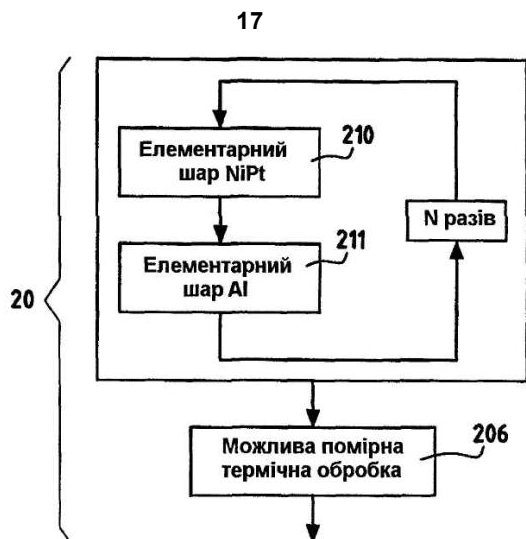 17
Елементарний
шар NiPt
210
N разів
Елементарний
шар Al
211
20
Можлива помірна
термічна обробка
206